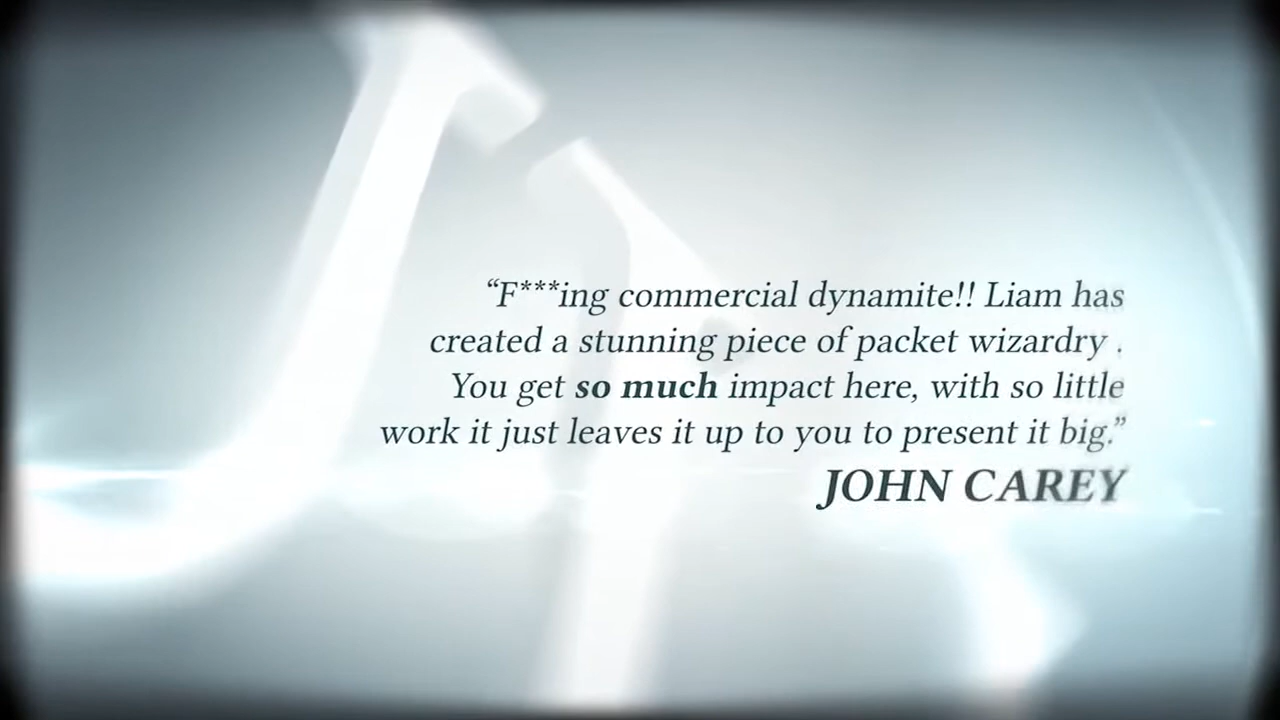 “F***ing commercial dynamite!! Liam has
created a stunning piece of packet wizardry .
You get so much impact here, with so little
work it just leaves it up to you to present it big.”
JOHN CAREY